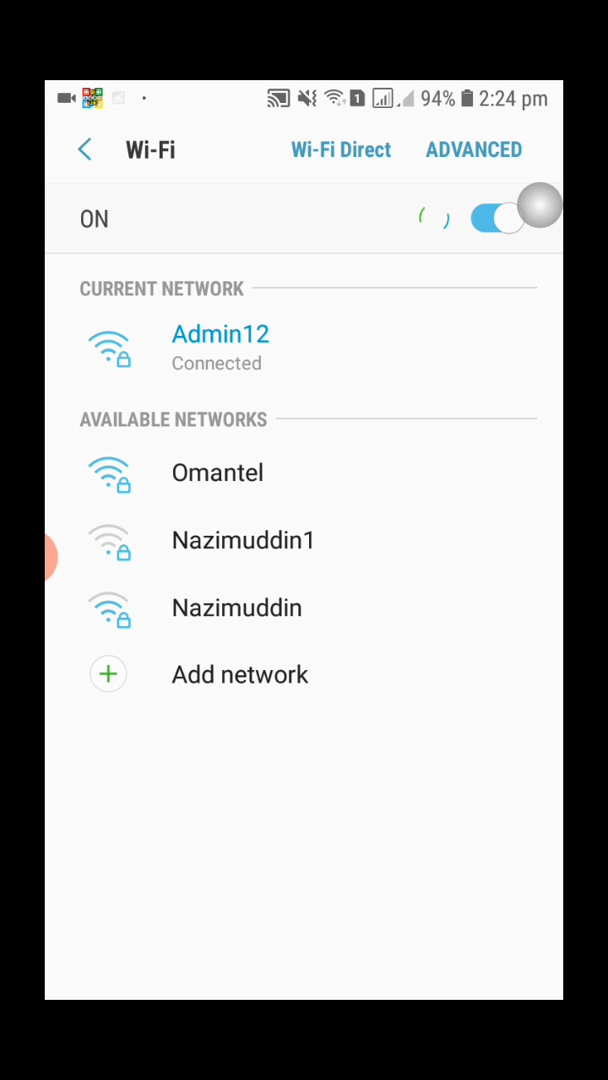 1 94% 2:24 pm
Wi-Fi Wi-Fi Direct ADVANCED
ON
CURRENT NETWORK
Admin12
Connected
AVAILABLE NETWORKS
Omantel
Nazimuddin1
Nazimuddin
Add network